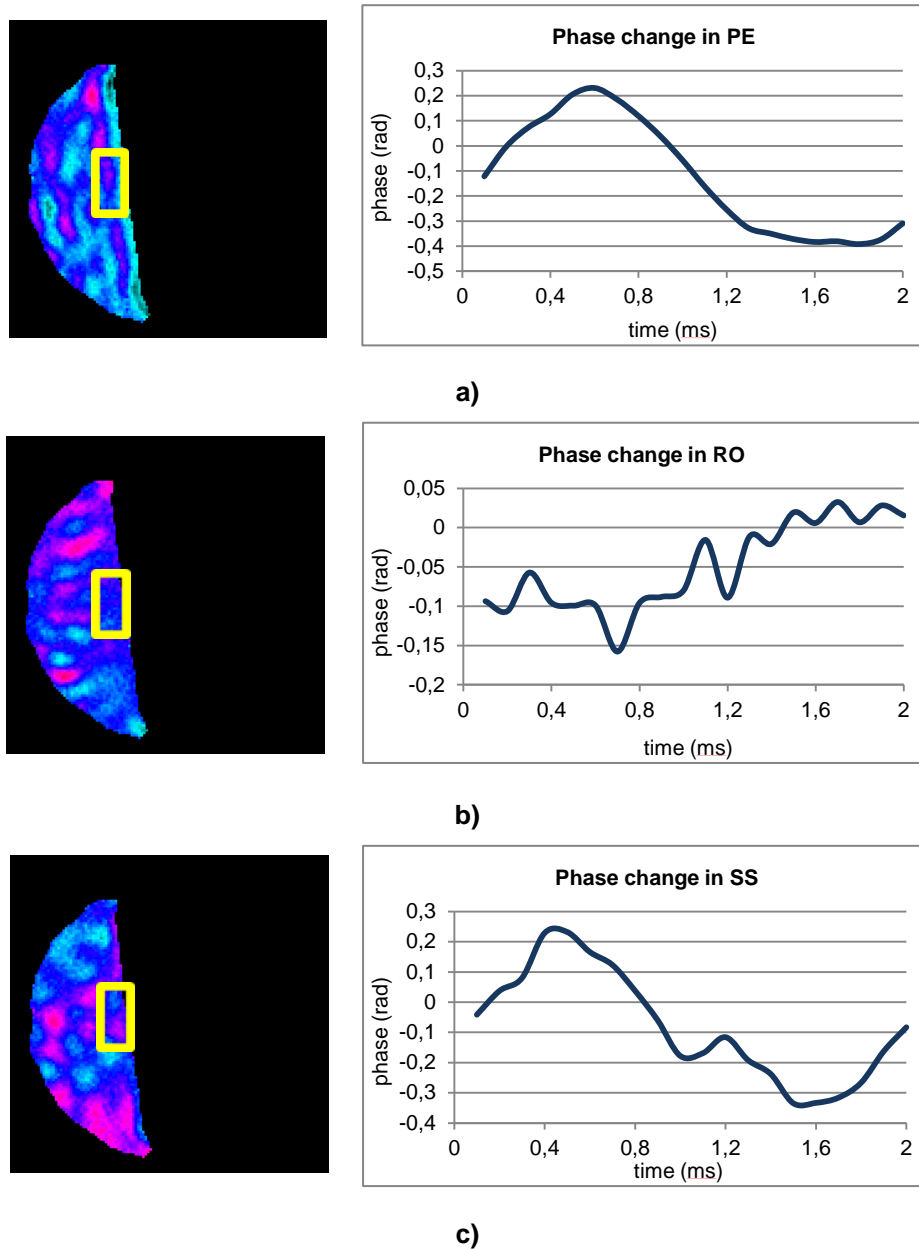 Phase change in PE
0,3
0,2
0,1
0
-0,1
-0,2
-0,3
-0,4
-0,5
phase (rad)
0 0,4 0,8 1,2 1,6 2
time (ms)
a)
Phase change in RO
0,05
0
-0,05
-0,1
-0,15
-0,2
phase (rad)
0 0,4 0,8 1,2 1,6 2
time (ms)
b)
Phase change in SS
0,3
0,2
0,1
0
-0,1
-0,2
-0,3
-0,4
phase (rad)
0 0,4 0,8 1,2 1,6 2
time (ms)
c)